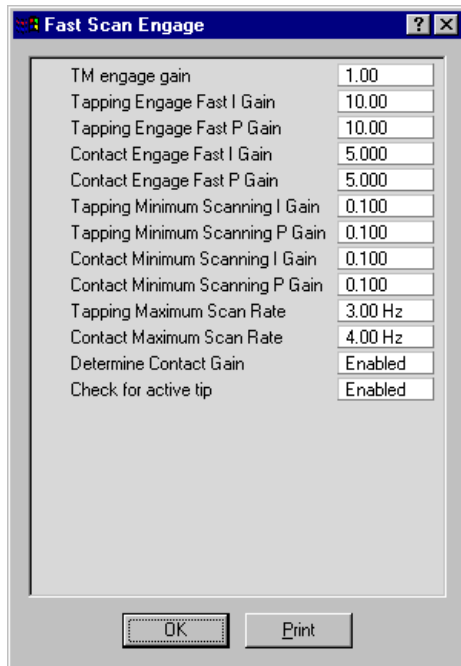 Fast Scan Engage
TM engage gain 1.00
Tapping Engage Fast I Gain 10.00
Tapping Engage Fast P Gain 10.00
Contact Engage Fast I Gain 5.000
Contact Engage Fast P Gain 5.000
Tapping Minimum Scanning I Gain 0.100
Tapping Minimum Scanning P Gain 0.100
Contact Minimum Scanning I Gain 0.100
Contact Minimum Scanning P Gain 0.100
Tapping Maximum Scan Rate 3.00 Hz
Contact Maximum Scan Rate 4.00 Hz
Determine Contact Gain Enabled
Check for active tip Enabled
OK Print